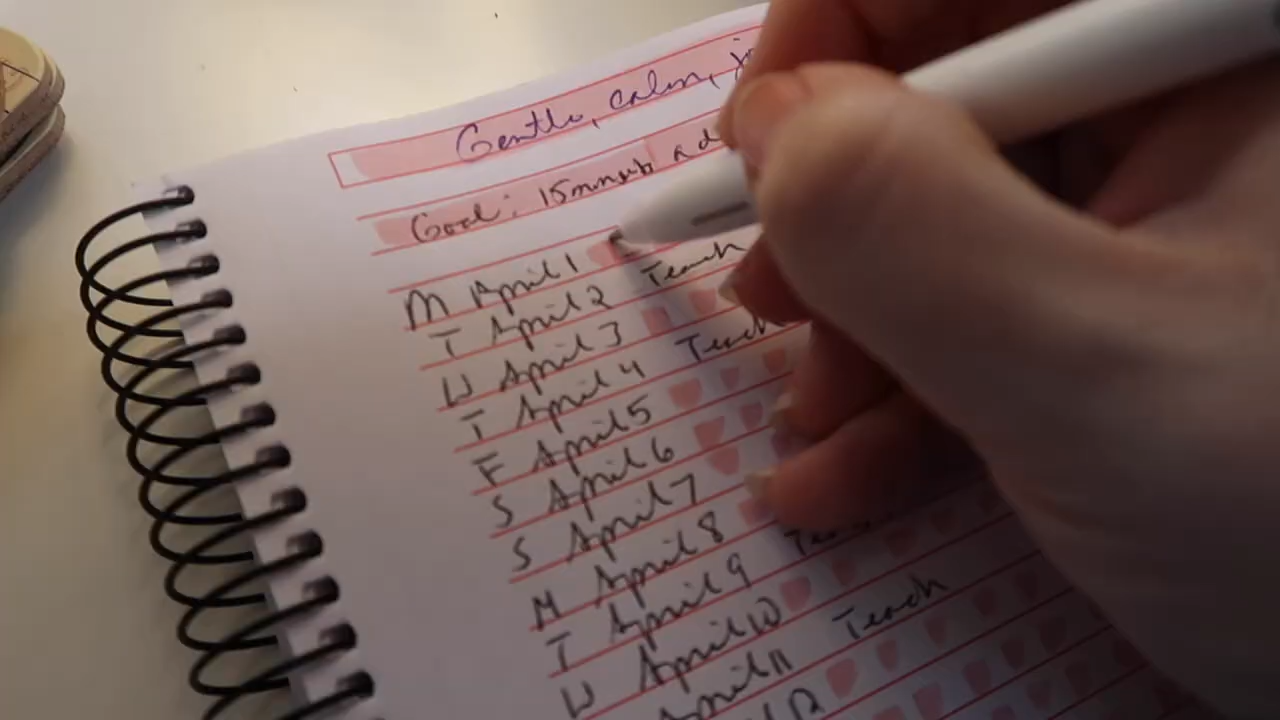 Gentle, calm,
Goal: 15 minute a d
M April 1
T April 2 Teach
W April 3
T April 4 Teach
F April 5
S April 6
S April 7
M April 8
T April 9
W April 10
April 11 Teach